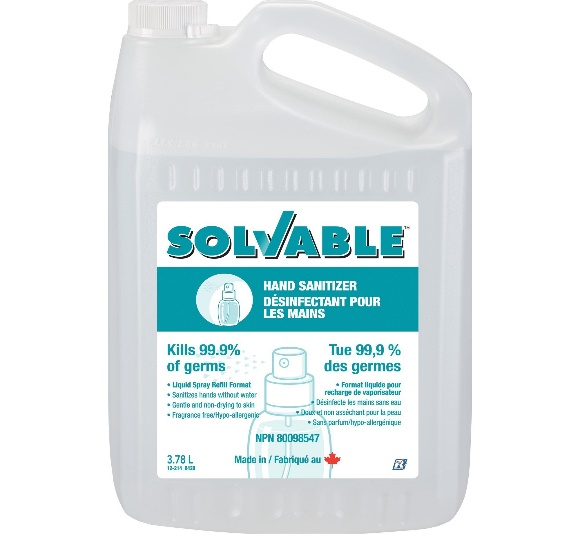 SOLVABLE™
HAND SANITIZER
DÉSINFECTANT POUR
LES MAINS
Kills 99.9%
of germs
• Liquid Spray Refill Format
• Sanitizes hands without water
• Gentle and non-drying to skin
• Fragrance free/Hypo-allergenic
Tue 99,9 %
des germes
• Format liquide pour
recharge de vaporisateur
• Désinfecte les mains sans eau
• Doux et non asséchant pour la peau
• Sans parfum/hypo-allergénique
NPN 80098547
3.78 L
Made in / Fabriqué au